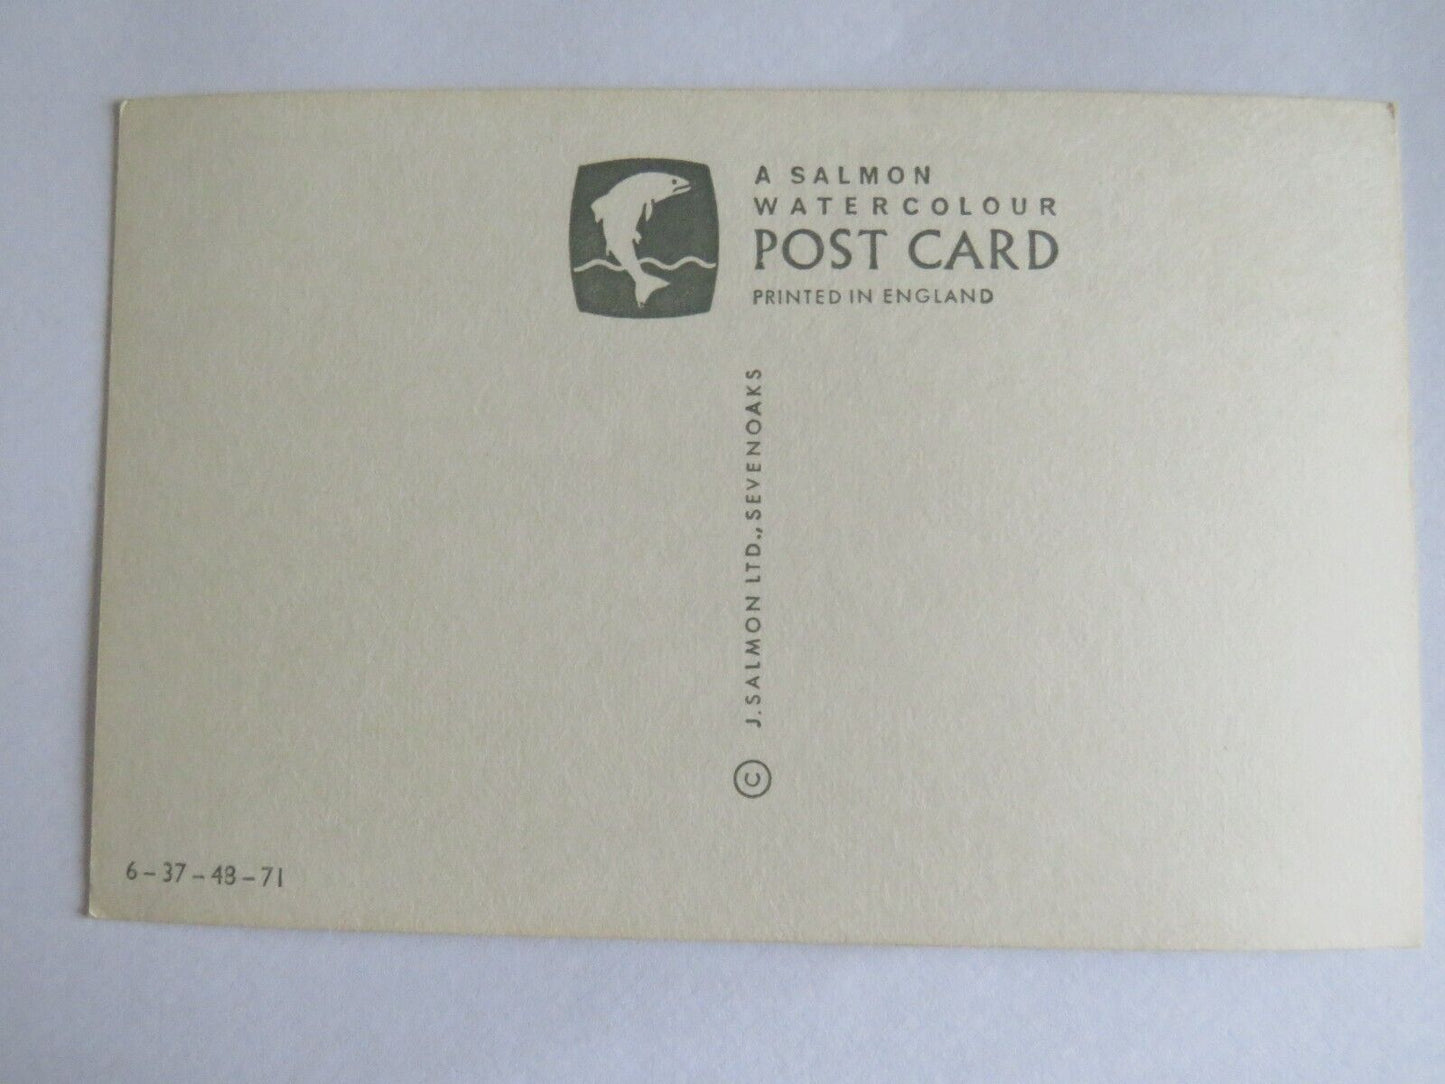 A SALMON
WATERCOLOUR
POST CARD
PRINTED IN ENGLAND
© J. SALMON LTD., SEVENOAKS
6-37-48-71